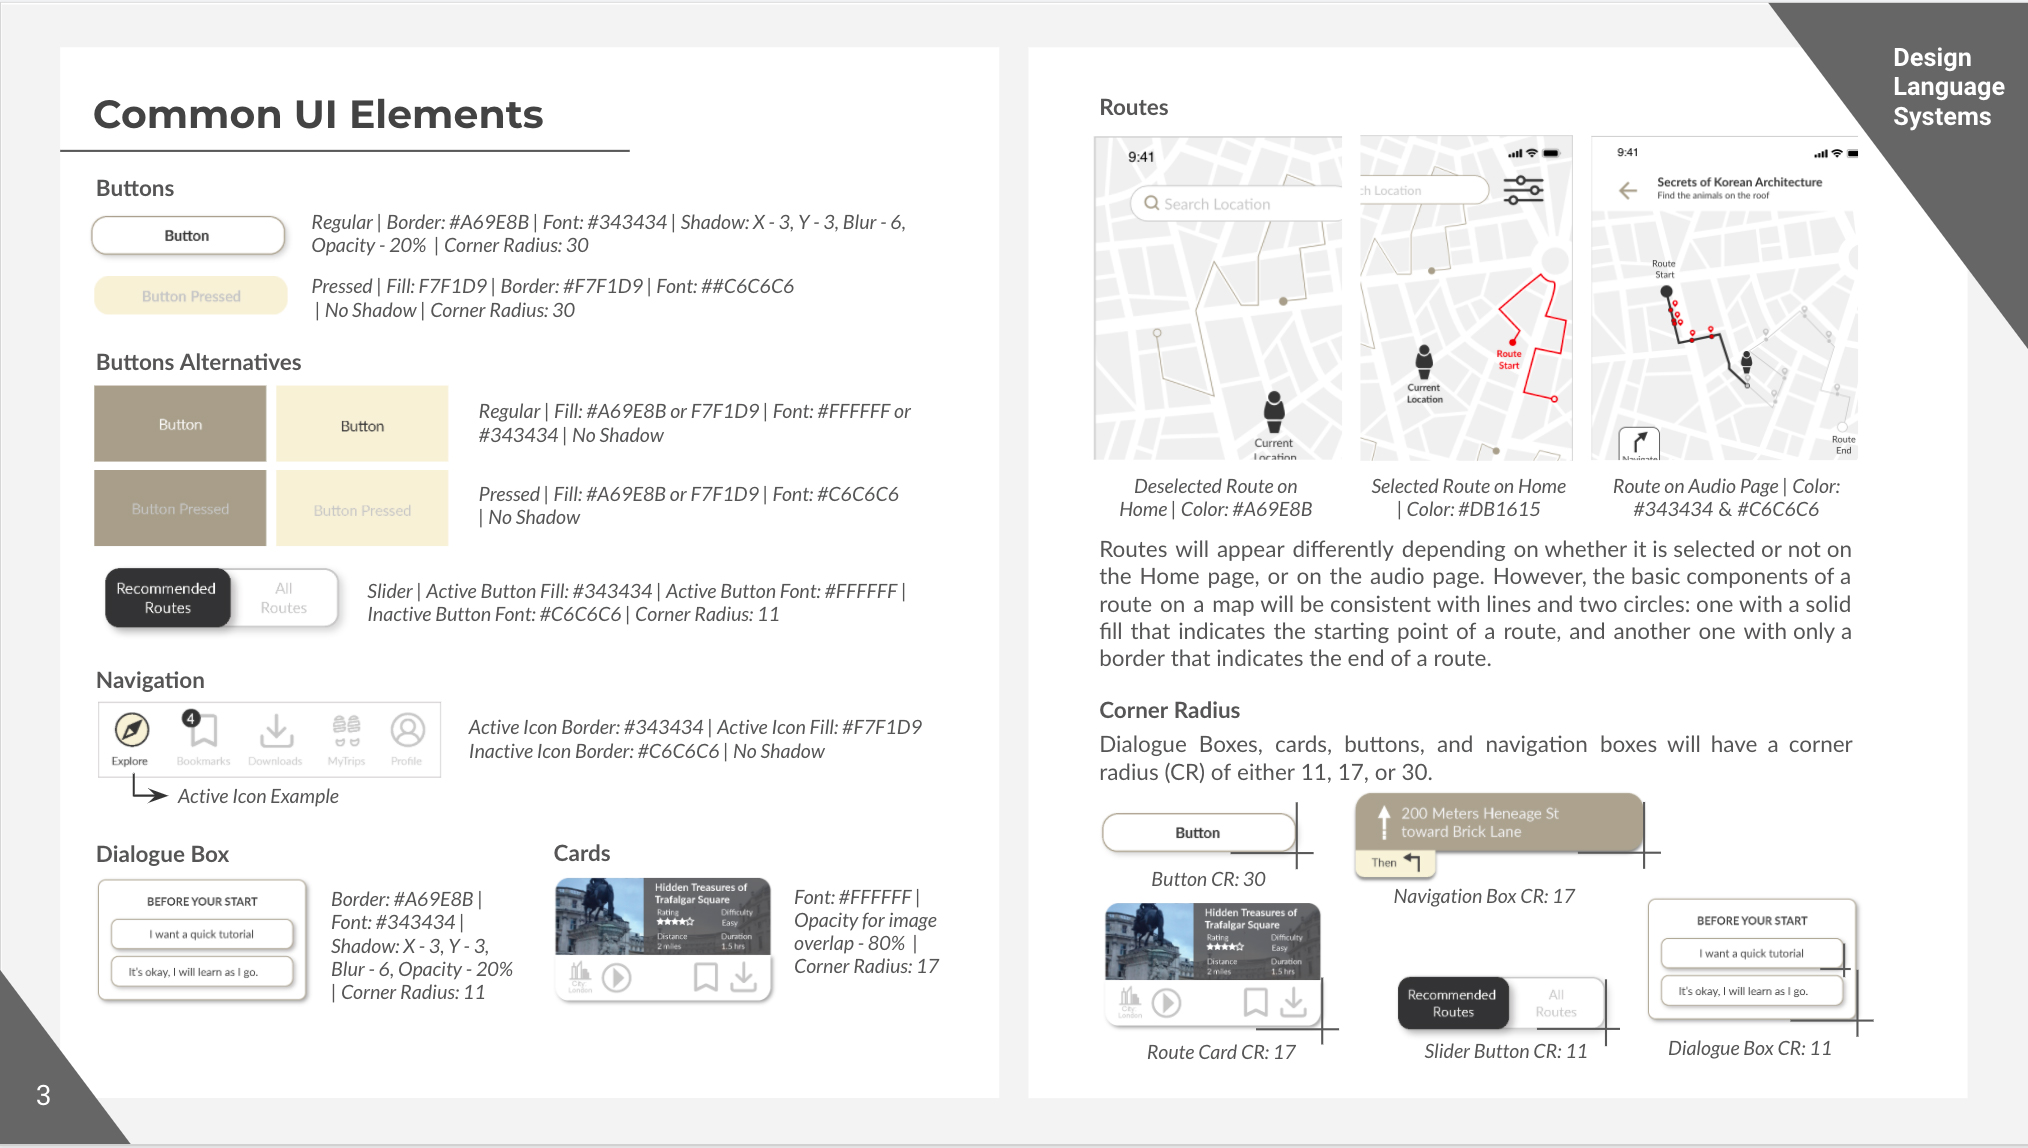 Design
Language
Systems
Common UI Elements
Buttons
Button
Regular | Border: #A69E8B | Font: #343434 | Shadow: X - 3, Y - 3, Blur - 6,
Opacity - 20% | Corner Radius: 30
Button Pressed
Pressed | Fill: F7F1D9 | Border: #F7F1D9 | Font: ##C6C6C6
| No Shadow | Corner Radius: 30
Buttons Alternatives
Button
Button
Regular | Fill: #A69E8B or F7F1D9 | Font: #FFFFFF or
#343434 | No Shadow
Button Pressed
Button Pressed
Pressed | Fill: #A69E8B or F7F1D9 | Font: #C6C6C6
| No Shadow
Recommended
Routes
All
Routes
Slider | Active Button Fill: #343434 | Active Button Font: #FFFFFF |
Inactive Button Font: #C6C6C6 | Corner Radius: 11
Navigation
4
Explore
Bookmarks
Downloads
MyTrips
Profile
Active Icon Border: #343434 | Active Icon Fill: #F7F1D9
Inactive Icon Border: #C6C6C6 | No Shadow
Active Icon Example
Dialogue Box
BEFORE YOUR START
I want a quick tutorial
It's okay, I will learn as I go.
Border: #A69E8B |
Font: #343434 |
Shadow: X - 3, Y - 3,
Blur - 6, Opacity - 20%
| Corner Radius: 11
Cards
Hidden Treasures of
Trafalgar Square
Rating
Difficulty
Easy
Distance
2 miles
Duration
1.5 hrs
City:
London
Font: #FFFFFF |
Opacity for image
overlap - 80% |
Corner Radius: 17
3
Routes
9:41
Search Location
Current
Location
Deselected Route on
Home | Color: #A69E8B
ch Location
Route
Start
Current
Location
Selected Route on Home
| Color: #DB1615
9:41
Secrets of Korean Architecture
Find the animals on the roof
Route
Start
Navigate
Route
End
Route on Audio Page | Color:
#343434 & #C6C6C6
Routes will appear differently depending on whether it is selected or not on
the Home page, or on the audio page. However, the basic components of a
route on a map will be consistent with lines and two circles: one with a solid
fill that indicates the starting point of a route, and another one with only a
border that indicates the end of a route.
Corner Radius
Dialogue Boxes, cards, buttons, and navigation boxes will have a corner
radius (CR) of either 11, 17, or 30.
Button
Button CR: 30
200 Meters Heneage St
toward Brick Lane
Then
Navigation Box CR: 17
Hidden Treasures of
Trafalgar Square
Rating
Difficulty
Easy
Distance
2 miles
Duration
1.5 hrs
City:
London
Route Card CR: 17
Recommended
Routes
All
Routes
Slider Button CR: 11
BEFORE YOUR START
I want a quick tutorial
It's okay, I will learn as I go.
Dialogue Box CR: 11